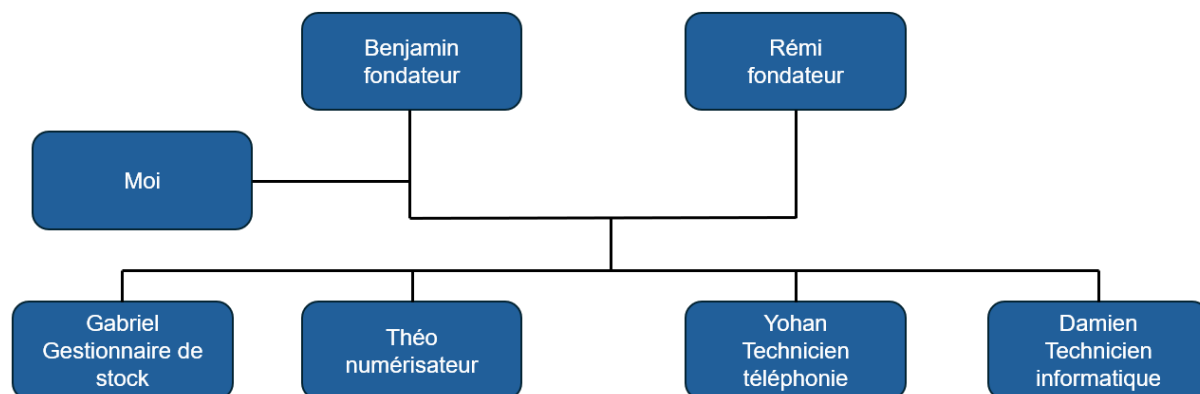 Benjamin
fondateur
Rémi
fondateur
Moi
Gabriel
Gestionnaire de
stock
Théo
numérisateur
Yohan
Technicien
téléphonie
Damien
Technicien
informatique